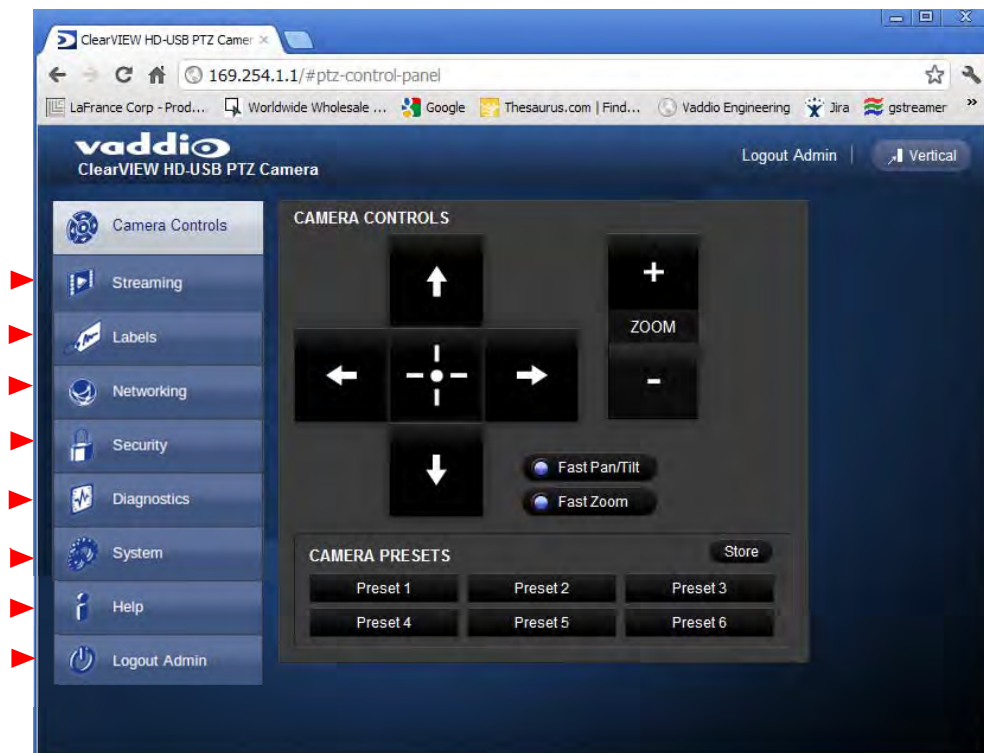 ClearVIEW HD-USB PTZ Camer
169.254.1.1/#ptz-control-panel
LaFrance Corp - Prod... Worldwide Wholesale ... Google Thesaurus.com | Find... Vaddio Engineering Jira gstreamer »
vaddio
ClearVIEW HD-USB PTZ Camera
Logout Admin | Vertical
Camera Controls
Streaming
Labels
Networking
Security
Diagnostics
System
Help
Logout Admin
CAMERA CONTROLS
+
ZOOM
-
Fast Pan/Tilt
Fast Zoom
CAMERA PRESETS
Store
Preset 1 Preset 2 Preset 3
Preset 4 Preset 5 Preset 6